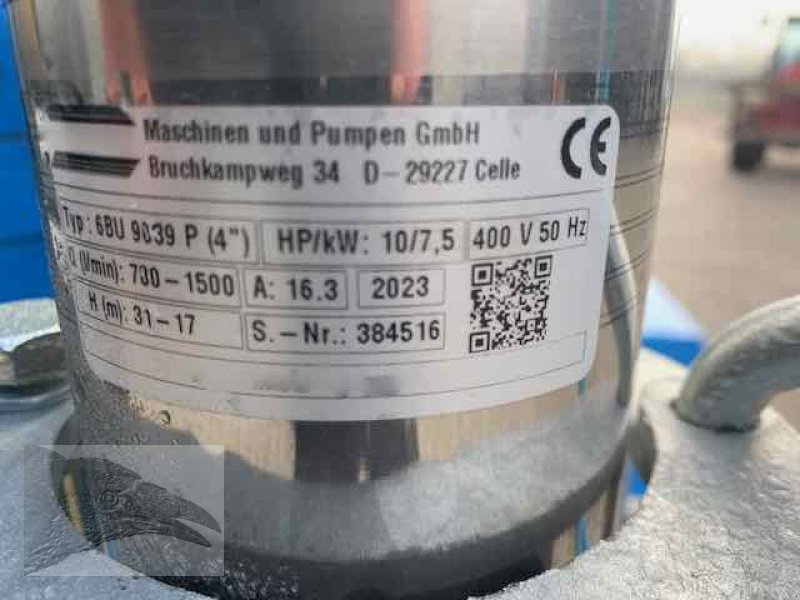 Maschinen und Pumpen GmbH
Bruchkampweg 34 D-29227 Celle
CE
Typ: 6BU 9039 P (4") HP/kW: 10/7,5 400 V 50 Hz
Q (l/min): 730-1500 A: 16.3 2023
H (m): 31-17 S.-Nr.: 384516